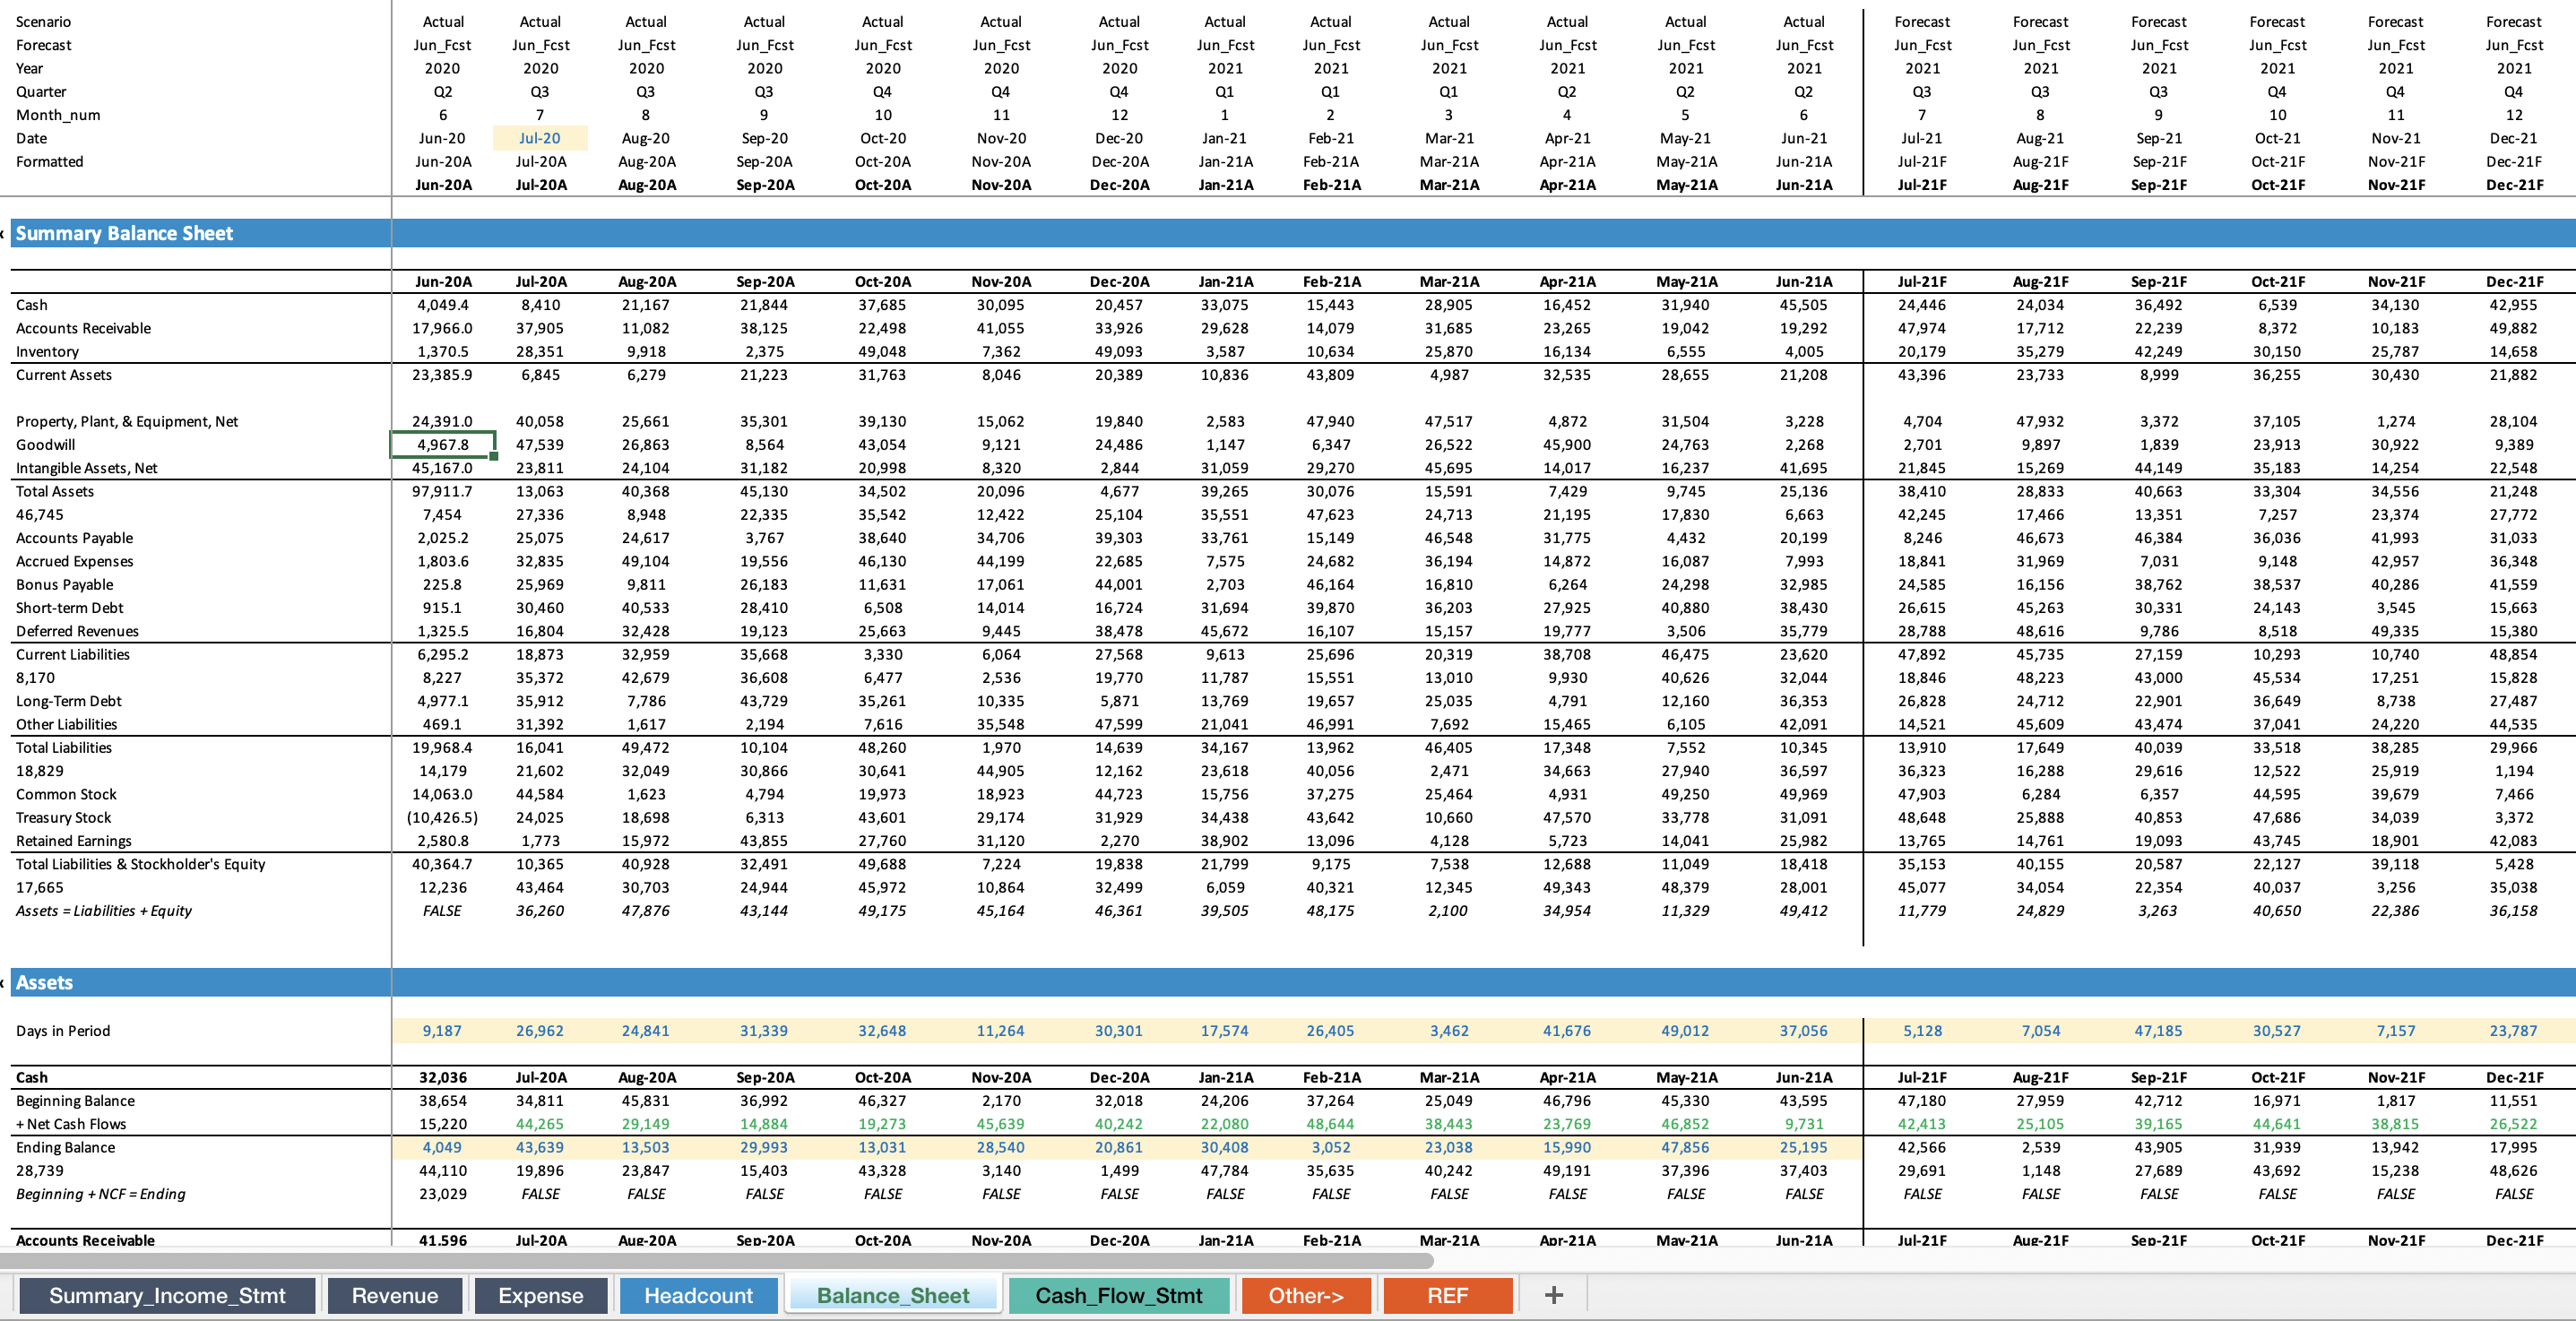 Scenario Actual Actual Actual Actual Actual Actual Actual Actual Actual Actual Actual Actual Actual Forecast Forecast Forecast Forecast Forecast Forecast
Forecast Jun_Fcst Jun_Fcst Jun_Fcst Jun_Fcst Jun_Fcst Jun_Fcst Jun_Fcst Jun_Fcst Jun_Fcst Jun_Fcst Jun_Fcst Jun_Fcst Jun_Fcst Jun_Fcst Jun_Fcst Jun_Fcst Jun_Fcst Jun_Fcst Jun_Fcst
Year 2020 2020 2020 2020 2020 2020 2020 2021 2021 2021 2021 2021 2021 2021 2021 2021 2021 2021 2021
Quarter Q2 Q3 Q3 Q3 Q4 Q4 Q4 Q1 Q1 Q1 Q2 Q2 Q2 Q3 Q3 Q3 Q4 Q4 Q4
Month_num 6 7 8 9 10 11 12 1 2 3 4 5 6 7 8 9 10 11 12
Date Jun-20 Jul-20 Aug-20 Sep-20 Oct-20 Nov-20 Dec-20 Jan-21 Feb-21 Mar-21 Apr-21 May-21 Jun-21 Jul-21 Aug-21 Sep-21 Oct-21 Nov-21 Dec-21
Formatted Jun-20A Jul-20A Aug-20A Sep-20A Oct-20A Nov-20A Dec-20A Jan-21A Feb-21A Mar-21A Apr-21A May-21A Jun-21A Jul-21F Aug-21F Sep-21F Oct-21F Nov-21F Dec-21F
Jun-20A Jul-20A Aug-20A Sep-20A Oct-20A Nov-20A Dec-20A Jan-21A Feb-21A Mar-21A Apr-21A May-21A Jun-21A Jul-21F Aug-21F Sep-21F Oct-21F Nov-21F Dec-21F
x Summary Balance Sheet
Jun-20A Jul-20A Aug-20A Sep-20A Oct-20A Nov-20A Dec-20A Jan-21A Feb-21A Mar-21A Apr-21A May-21A Jun-21A Jul-21F Aug-21F Sep-21F Oct-21F Nov-21F Dec-21F
Cash 4,049.4 8,410 21,167 21,844 37,685 30,095 20,457 33,075 15,443 28,905 16,452 31,940 45,505 24,446 24,034 36,492 6,539 34,130 42,955
Accounts Receivable 17,966.0 37,905 11,082 38,125 22,498 41,055 33,926 29,628 14,079 31,685 23,265 19,042 19,292 47,974 17,712 22,239 8,372 10,183 49,882
Inventory 1,370.5 28,351 9,918 2,375 49,048 7,362 49,093 3,587 10,634 25,870 16,134 6,555 4,005 20,179 35,279 42,249 30,150 25,787 14,658
Current Assets 23,385.9 6,845 6,279 21,223 31,763 8,046 20,389 10,836 43,809 4,987 32,535 28,655 21,208 43,396 23,733 8,999 36,255 30,430 21,882
Property, Plant, & Equipment, Net 24,391.0 40,058 25,661 35,301 39,130 15,062 19,840 2,583 47,940 47,517 4,872 31,504 3,228 4,704 47,932 3,372 37,105 1,274 28,104
Goodwill 4,967.8 47,539 26,863 8,564 43,054 9,121 24,486 1,147 6,347 26,522 45,900 24,763 2,268 2,701 9,897 1,839 23,913 30,922 9,389
Intangible Assets, Net 45,167.0 23,811 24,104 31,182 20,998 8,320 2,844 31,059 29,270 45,695 14,017 16,237 41,695 21,845 15,269 44,149 35,183 14,254 22,548
Total Assets 97,911.7 13,063 40,368 45,130 34,502 20,096 4,677 39,265 30,076 15,591 7,429 9,745 25,136 38,410 28,833 40,663 33,304 34,556 21,248
46,745 7,454 27,336 8,948 22,335 35,542 12,422 25,104 35,551 47,623 24,713 21,195 17,830 6,663 42,245 17,466 13,351 7,257 23,374 27,772
Accounts Payable 2,025.2 25,075 24,617 3,767 38,640 34,706 39,303 33,761 15,149 46,548 31,775 4,432 20,199 8,246 46,673 46,384 36,036 41,993 31,033
Accrued Expenses 1,803.6 32,835 49,104 19,556 46,130 44,199 22,685 7,575 24,682 36,194 14,872 16,087 7,993 18,841 31,969 7,031 9,148 42,957 36,348
Bonus Payable 225.8 25,969 9,811 26,183 11,631 17,061 44,001 2,703 46,164 16,810 6,264 24,298 32,985 24,585 16,156 38,762 38,537 40,286 41,559
Short-term Debt 915.1 30,460 40,533 28,410 6,508 14,014 16,724 31,694 39,870 36,203 27,925 40,880 38,430 26,615 45,263 30,331 24,143 3,545 15,663
Deferred Revenues 1,325.5 16,804 32,428 19,123 25,663 9,445 38,478 45,672 16,107 15,157 19,777 3,506 35,779 28,788 48,616 9,786 8,518 49,335 15,380
Current Liabilities 6,295.2 18,873 32,959 35,668 3,330 6,064 27,568 9,613 25,696 20,319 38,708 46,475 23,620 47,892 45,735 27,159 10,293 10,740 48,854
8,170 8,227 35,372 42,679 36,608 6,477 2,536 19,770 11,787 15,551 13,010 9,930 40,626 32,044 18,846 48,223 43,000 45,534 17,251 15,828
Long-Term Debt 4,977.1 35,912 7,786 43,729 35,261 10,335 5,871 13,769 19,657 25,035 4,791 12,160 36,353 26,828 24,712 22,901 36,649 8,738 27,487
Other Liabilities 469.1 31,392 1,617 2,194 7,616 35,548 47,599 21,041 46,991 7,692 15,465 6,105 42,091 14,521 45,609 43,474 37,041 24,220 44,535
Total Liabilities 19,968.4 16,041 49,472 10,104 48,260 1,970 14,639 34,167 13,962 46,405 17,348 7,552 10,345 13,910 17,649 40,039 33,518 38,285 29,966
18,829 14,179 21,602 32,049 30,866 30,641 44,905 12,162 23,618 40,056 2,471 34,663 27,940 36,597 36,323 16,288 29,616 12,522 25,919 1,194
Common Stock 14,063.0 44,584 1,623 4,794 19,973 18,923 44,723 15,756 37,275 25,464 4,931 49,250 49,969 47,903 6,284 6,357 44,595 39,679 7,466
Treasury Stock (10,426.5) 24,025 18,698 6,313 43,601 29,174 31,929 34,438 43,642 10,660 47,570 33,778 31,091 48,648 25,888 40,853 47,686 34,039 3,372
Retained Earnings 2,580.8 1,773 15,972 43,855 27,760 31,120 2,270 38,902 13,096 4,128 5,723 14,041 25,982 13,765 14,761 19,093 43,745 18,901 42,083
Total Liabilities & Stockholder's Equity 40,364.7 10,365 40,928 32,491 49,688 7,224 19,838 21,799 9,175 7,538 12,688 11,049 18,418 35,153 40,155 20,587 22,127 39,118 5,428
17,665 12,236 43,464 30,703 24,944 45,972 10,864 32,499 6,059 40,321 12,345 49,343 48,379 28,001 45,077 34,054 22,354 40,037 3,256 35,038
Assets = Liabilities + Equity FALSE 36,260 47,876 43,144 49,175 45,164 46,361 39,505 48,175 2,100 34,954 11,329 49,412 11,779 24,829 3,263 40,650 22,386 36,158
x Assets
Days in Period 9,187 26,962 24,841 31,339 32,648 11,264 30,301 17,574 26,405 3,462 41,676 49,012 37,056 5,128 7,054 47,185 30,527 7,157 23,787
Cash 32,036 Jul-20A Aug-20A Sep-20A Oct-20A Nov-20A Dec-20A Jan-21A Feb-21A Mar-21A Apr-21A May-21A Jun-21A Jul-21F Aug-21F Sep-21F Oct-21F Nov-21F Dec-21F
Beginning Balance 38,654 34,811 45,831 36,992 46,327 2,170 32,018 24,206 37,264 25,049 46,796 45,330 43,595 47,180 27,959 42,712 16,971 1,817 11,551
+ Net Cash Flows 15,220 44,265 29,149 14,884 19,273 45,639 40,242 22,080 48,644 38,443 23,769 46,852 9,731 42,413 25,105 39,165 44,641 38,815 26,522
Ending Balance 4,049 43,639 13,503 29,993 13,031 28,540 20,861 30,408 3,052 23,038 15,990 47,856 25,195 42,566 2,539 43,905 31,939 13,942 17,995
28,739 44,110 19,896 23,847 15,403 43,328 3,140 1,499 47,784 35,635 40,242 49,191 37,396 37,403 29,691 1,148 27,689 43,692 15,238 48,626
Beginning + NCF = Ending 23,029 FALSE FALSE FALSE FALSE FALSE FALSE FALSE FALSE FALSE FALSE FALSE FALSE FALSE FALSE FALSE FALSE FALSE FALSE
Accounts Receivable 41,596 Jul-20A Aug-20A Sep-20A Oct-20A Nov-20A Dec-20A Jan-21A Feb-21A Mar-21A Apr-21A May-21A Jun-21A Jul-21F Aug-21F Sep-21F Oct-21F Nov-21F Dec-21F
Summary_Income_Stmt Revenue Expense Headcount Balance_Sheet Cash_Flow_Stmt Other-> REF +